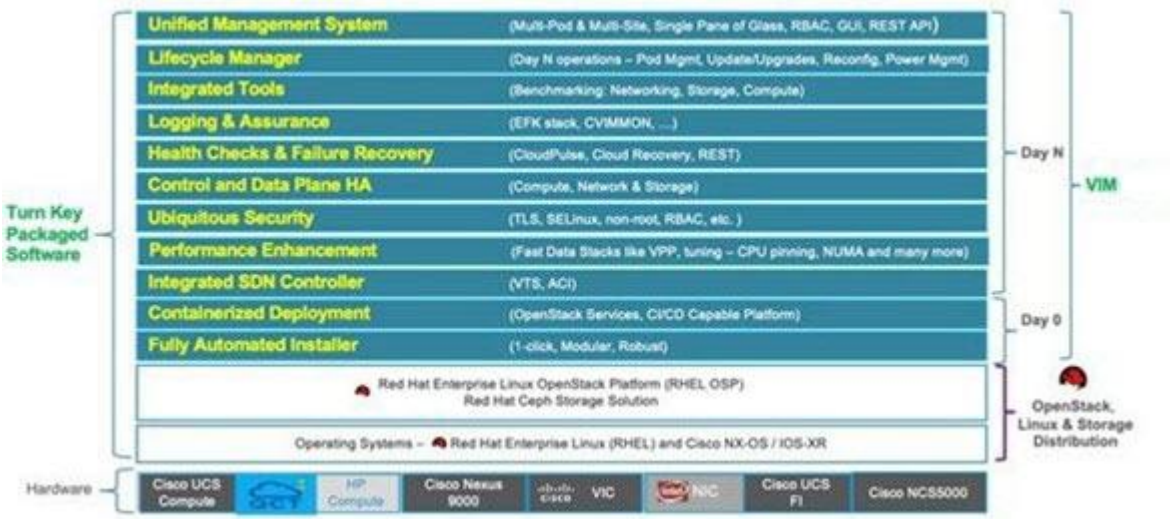 Unified Management System (Multi-Pod & Multi-Site, Single Pane of Glass, RBAC, GUI, REST API)
Lifecycle Manager (Day N operations – Pod Mgmt, Update/Upgrades, Reconfig, Power Mgmt)
Integrated Tools (Benchmarking: Networking, Storage, Compute)
Logging & Assurance (EFK stack, CVIMMON, ....)
Health Checks & Failure Recovery (CloudPulse, Cloud Recovery, REST)
Day N
Control and Data Plane HA (Compute, Network & Storage)
VIM
Turn Key
Packaged
Software
Ubiquitous Security (TLS, SELinux, non-root, RBAC, etc. )
Performance Enhancement (Fast Data Stacks like VPP, tuning – CPU pinning, NUMA and many more)
Integrated SDN Controller (VTS, ACI)
Containerized Deployment (OpenStack Services, CI/CD Capable Platform)
Day 0
Fully Automated Installer (1-click, Modular, Robust)
Red Hat Enterprise Linux OpenStack Platform (RHEL OSP)
Red Hat Ceph Storage Solution
OpenStack,
Linux & Storage
Distribution
Operating Systems – Red Hat Enterprise Linux (RHEL) and Cisco NX-OS / IOS-XR
Hardware
Cisco UCS
Compute
QCT
HP
Compute
Cisco Nexus
9000
cisco VIC
intel NIC
Cisco UCS
FI
Cisco NCS5000